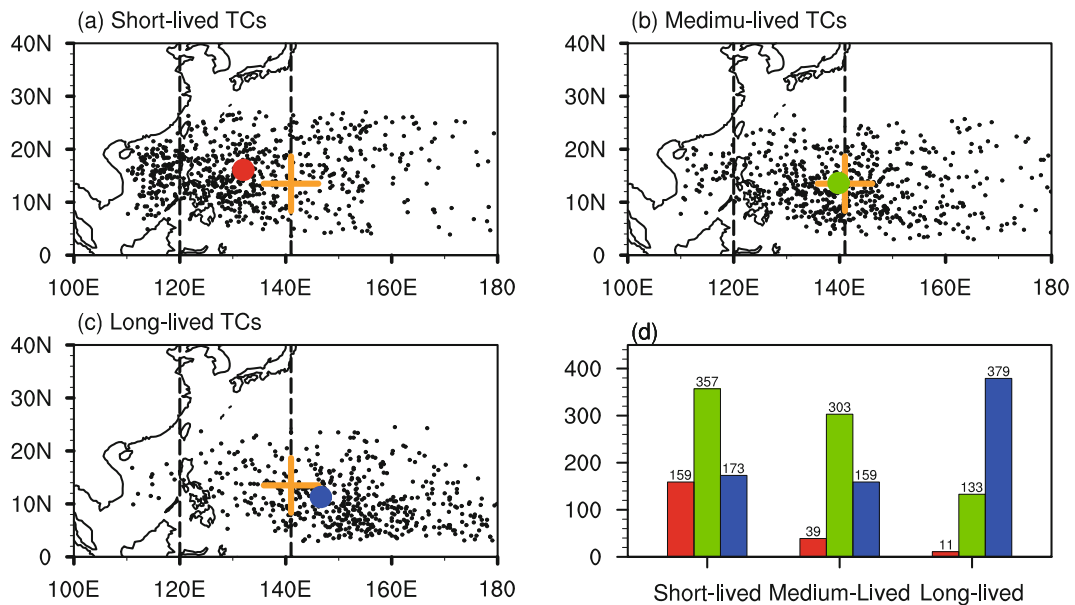 (a) Short-lived TCs
40N
30N
20N
10N
0
100E 120E 140E 160E 180
(b) Medimu-lived TCs
40N
30N
20N
10N
0
100E 120E 140E 160E 180
(c) Long-lived TCs
40N
30N
20N
10N
0
100E 120E 140E 160E 180
(d)
400
300
200
100
0
159 357 173
39 303 159
11 133 379
Short-lived Medium-Lived Long-lived